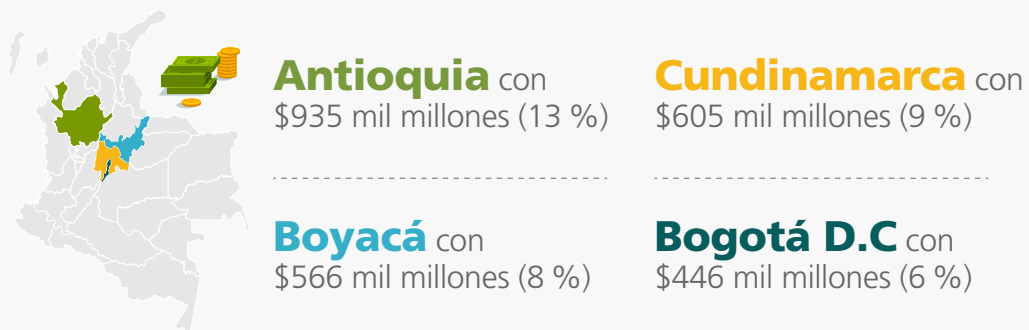 Antioquia con
$935 mil millones (13 %)
Cundinamarca con
$605 mil millones (9 %)
Boyacá con
$566 mil millones (8 %)
Bogotá D.C con
$446 mil millones (6 %)